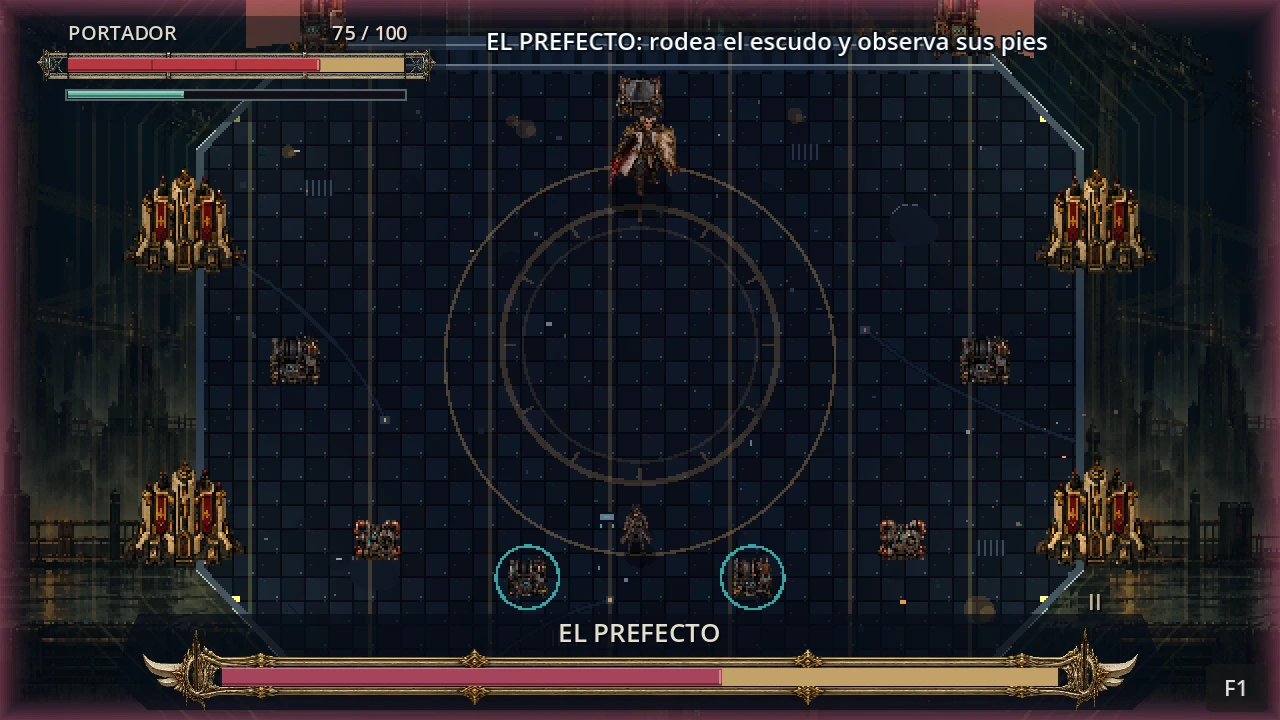 PORTADOR 75 / 100
EL PREFECTO: rodea el escudo y observa sus pies
EL PREFECTO
F1